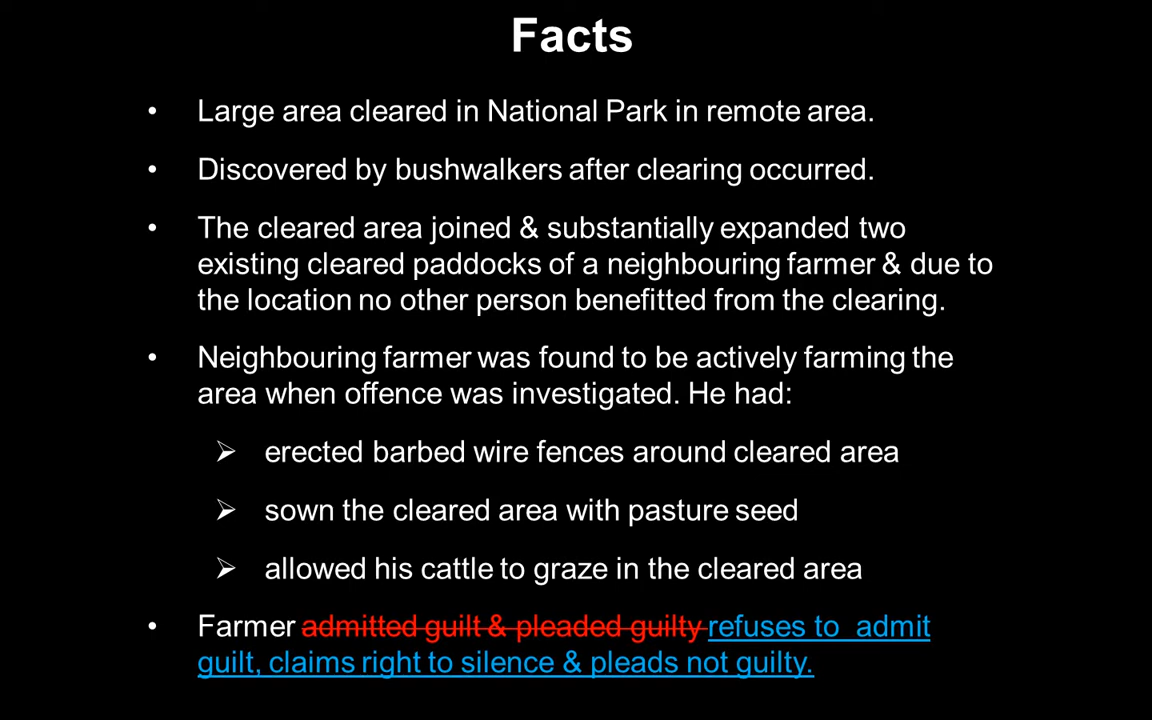 Facts
• Large area cleared in National Park in remote area.
• Discovered by bushwalkers after clearing occurred.
• The cleared area joined & substantially expanded two
existing cleared paddocks of a neighbouring farmer & due to
the location no other person benefitted from the clearing.
• Neighbouring farmer was found to be actively farming the
area when offence was investigated. He had:
➢ erected barbed wire fences around cleared area
➢ sown the cleared area with pasture seed
➢ allowed his cattle to graze in the cleared area
• Farmer admitted guilt & pleaded guilty refuses to admit
guilt, claims right to silence & pleads not guilty.